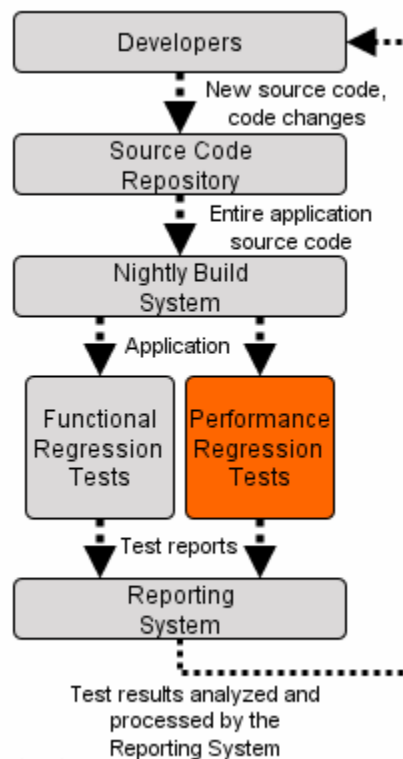 Developers
New source code,
code changes
Source Code
Repository
Entire application
source code
Nightly Build
System
Application
Functional
Regression
Tests
Performance
Regression
Tests
Test reports
Reporting
System
Test results analyzed and
processed by the
Reporting System